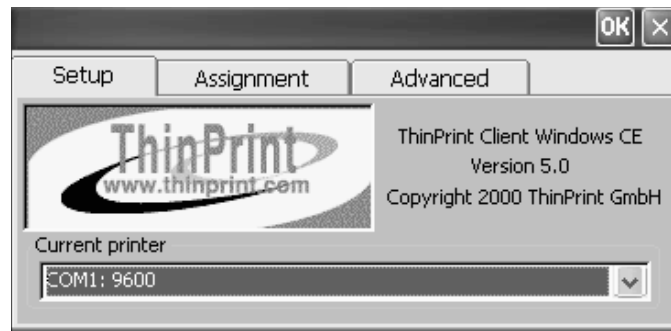 OK
Setup
Assignment
Advanced
ThinPrint
www.thinprint.com
ThinPrint Client Windows CE
Version 5.0
Copyright 2000 ThinPrint GmbH
Current printer
COM1: 9600